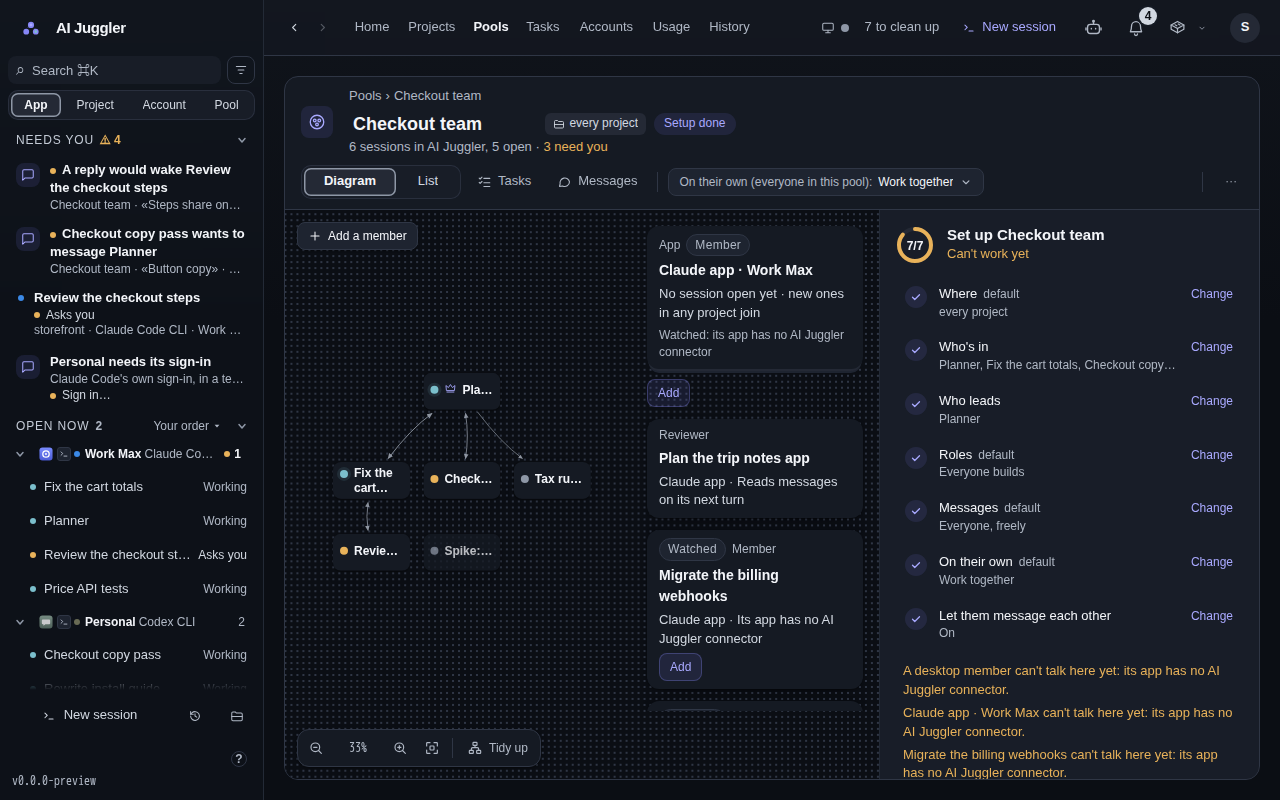 AI Juggler
Search ⌘K
App
Project
Account
Pool
NEEDS YOU 4
A reply would wake Review the checkout steps
Checkout team · «Steps share on…
Checkout copy pass wants to message Planner
Checkout team · «Button copy» · …
Review the checkout steps
Asks you
storefront · Claude Code CLI · Work …
Personal needs its sign-in
Claude Code's own sign-in, in a te…
Sign in…
OPEN NOW 2
Your order
Work Max Claude Co… 1
Fix the cart totals Working
Planner Working
Review the checkout st… Asks you
Price API tests Working
Personal Codex CLI 2
Checkout copy pass Working
Rewrite install guide Working
New session
?
v0.0.0-preview
Home
Projects
Pools
Tasks
Accounts
Usage
History
7 to clean up
New session
4
S
Pools › Checkout team
Checkout team
every project
Setup done
6 sessions in AI Juggler, 5 open · 3 need you
Diagram
List
Tasks
Messages
On their own (everyone in this pool): Work together
…
Add a member
Pla…
Fix the cart…
Check…
Tax ru…
Revie…
Spike:…
33%
Tidy up
App Member
Claude app · Work Max
No session open yet · new ones in any project join
Watched: its app has no AI Juggler connector
Add
Reviewer
Plan the trip notes app
Claude app · Reads messages on its next turn
Watched Member
Migrate the billing webhooks
Claude app · Its app has no AI Juggler connector
Add
7/7
Set up Checkout team
Can't work yet
Where default
every project
Change
Who's in
Planner, Fix the cart totals, Checkout copy…
Change
Who leads
Planner
Change
Roles default
Everyone builds
Change
Messages default
Everyone, freely
Change
On their own default
Work together
Change
Let them message each other
On
Change
A desktop member can't talk here yet: its app has no AI Juggler connector.
Claude app · Work Max can't talk here yet: its app has no AI Juggler connector.
Migrate the billing webhooks can't talk here yet: its app has no AI Juggler connector.